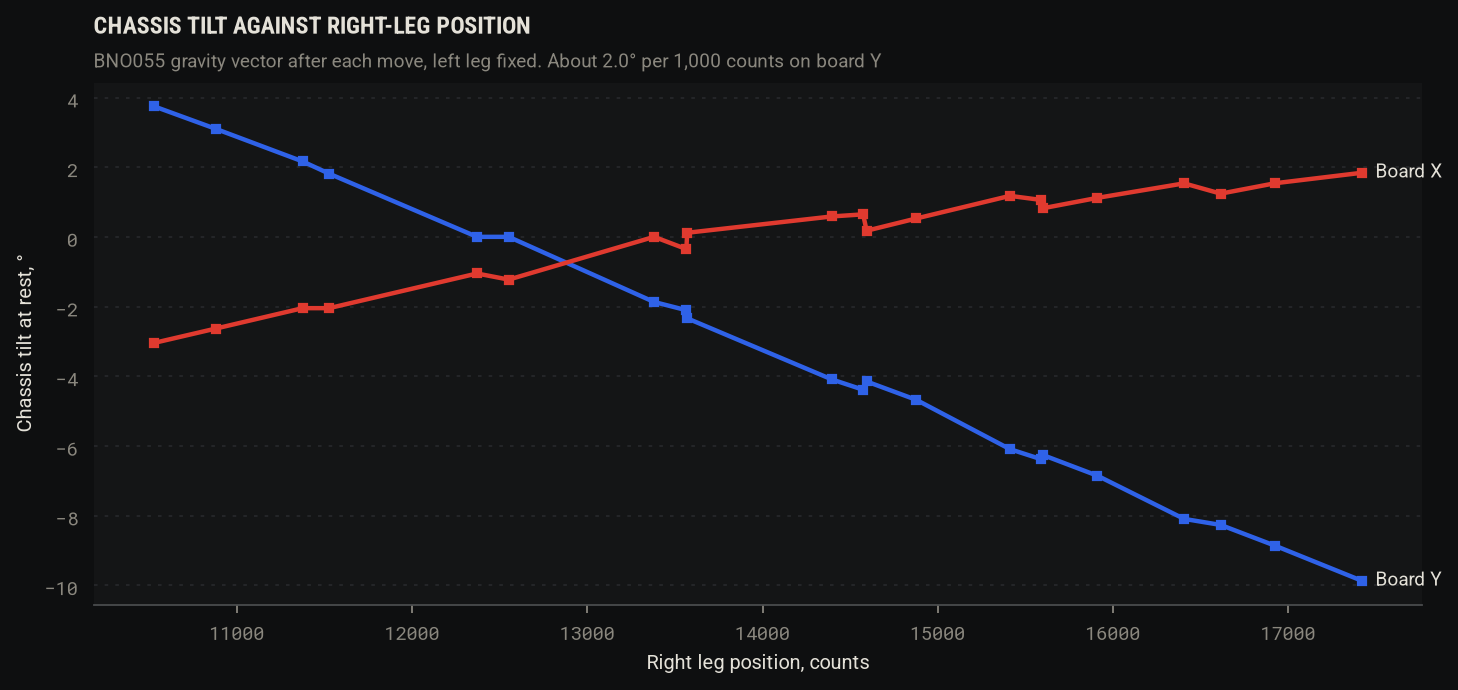 CHASSIS TILT AGAINST RIGHT-LEG POSITION
BNO055 gravity vector after each move, left leg fixed. About 2.0° per 1,000 counts on board Y
4
2
0
−2
−4
−6
−8
−10
Chassis tilt at rest, °
Board X
Board Y
11000 12000 13000 14000 15000 16000 17000
Right leg position, counts